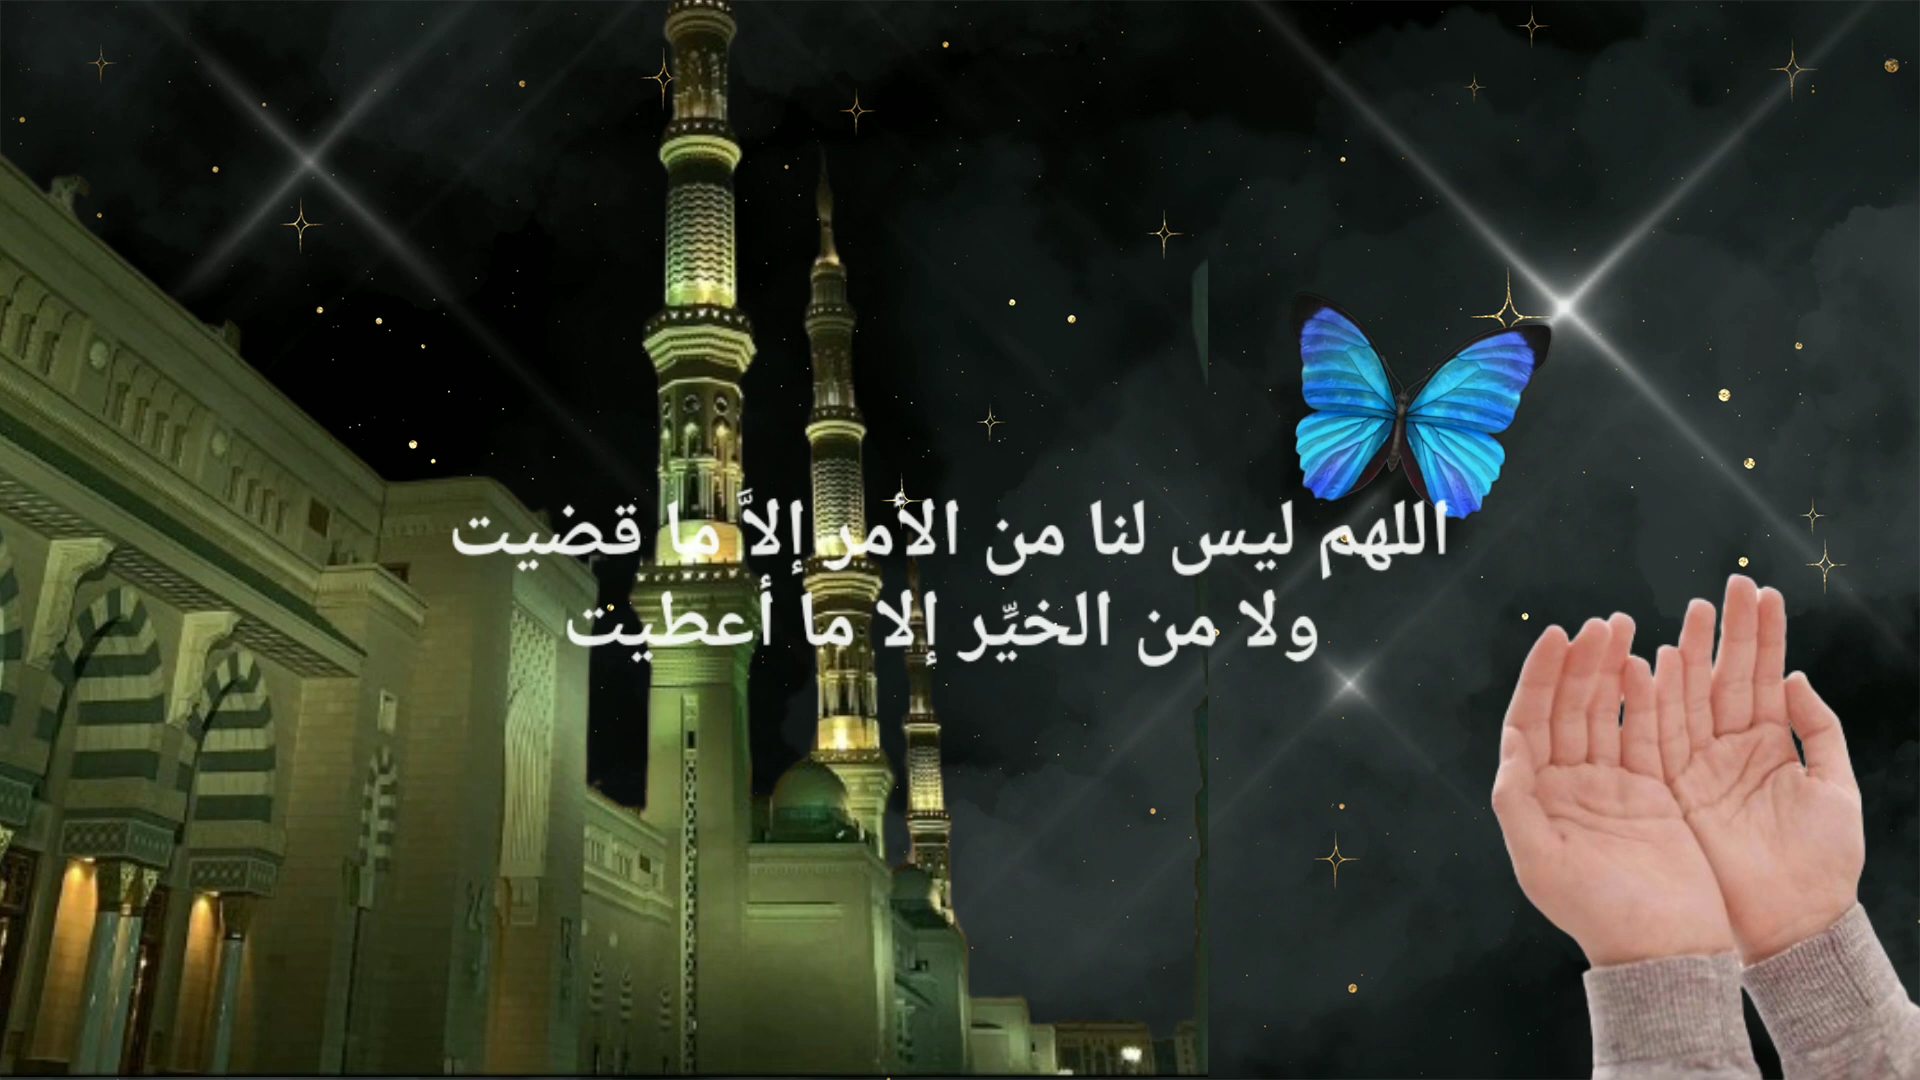 اللهم ليس لنا من الأمر إلاَّ ما قضيت
ولا من الخيِّر إلا ما أعطيت